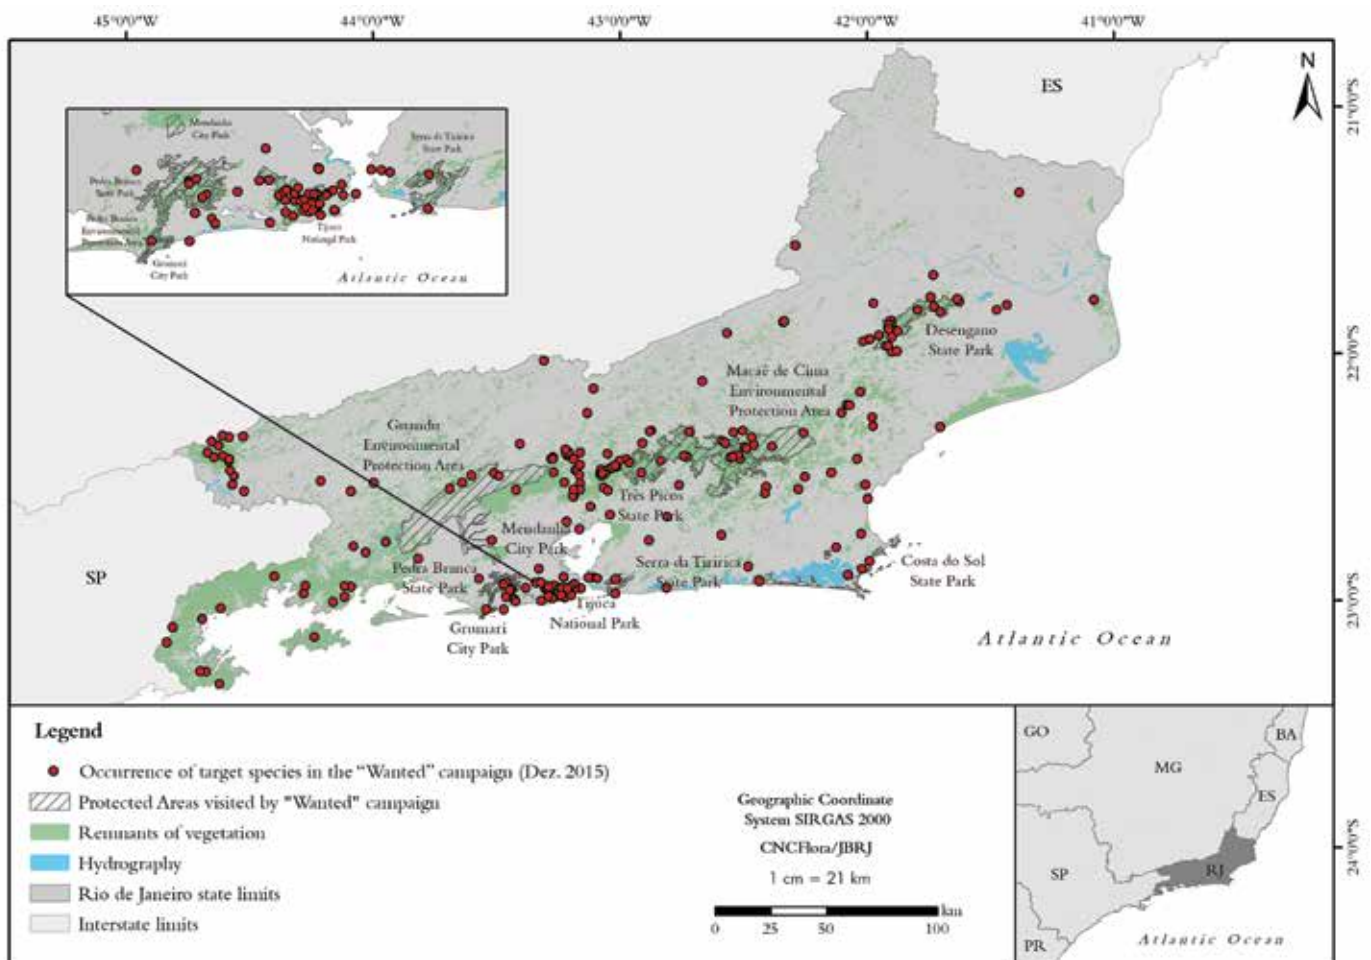 45°0'0"W 44°0'0"W 43°0'0"W 42°0'0"W 41°0'0"W
N
ES
21°0'0"S
Mendanha
City Park
Serra da Tiririca
State Park
Pedra Branca
State Park
Pedra Branca
Environmental
Protection Area
Tijuca
National Park
Grumari
City Park
Atlantic Ocean
Desengano
State Park
22°0'0"S
Macaé de Cima
Environmental
Protection Area
Guandu
Environmental
Protection Area
Três Picos
State Park
Mendanha
City Park
SP
Pedra Branca
State Park
Serra da Tiririca
State Park
Costa do Sol
State Park
23°0'0"S
Tijuca
National Park
Grumari
City Park
Atlantic Ocean
Legend
Occurrence of target species in the "Wanted" campaign (Dez. 2015)
Protected Areas visited by "Wanted" campaign
Remnants of vegetation
Hydrography
Rio de Janeiro state limits
Interstate limits
Geographic Coordinate
System SIRGAS 2000
CNCFlora/JBRJ
1 cm = 21 km
km
0 25 50 100
GO
BA
MG
ES
SP
RJ
PR
Atlantic Ocean
24°0'0"S